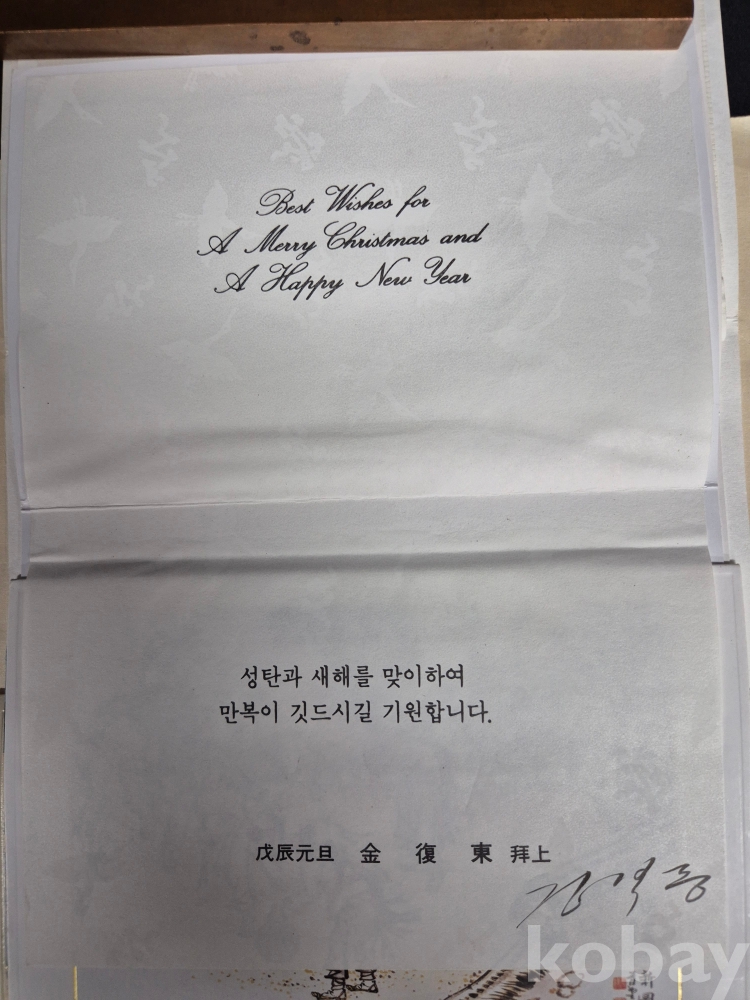 Best Wishes for
A Merry Christmas and
A Happy New Year
성탄과 새해를 맞이하여
만복이 깃드시길 기원합니다.
戊辰元旦 金 復 東 拜上
kobay